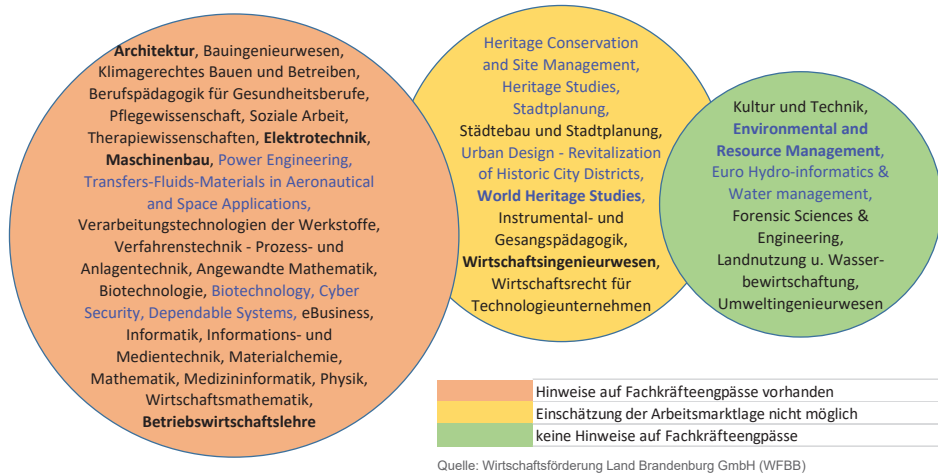 Architektur, Bauingenieurwesen,
Klimagerechtes Bauen und Betreiben,
Berufspädagogik für Gesundheitsberufe,
Pflegewissenschaft, Soziale Arbeit,
Therapiewissenschaften, Elektrotechnik,
Maschinenbau, Power Engineering,
Transfers-Fluids-Materials in Aeronautical
and Space Applications,
Verarbeitungstechnologien der Werkstoffe,
Verfahrenstechnik - Prozess- und
Anlagentechnik, Angewandte Mathematik,
Biotechnologie, Biotechnology, Cyber
Security, Dependable Systems, eBusiness,
Informatik, Informations- und
Medientechnik, Materialchemie,
Mathematik, Medizininformatik, Physik,
Wirtschaftsmathematik,
Betriebswirtschaftslehre
Heritage Conservation
and Site Management,
Heritage Studies,
Stadtplanung,
Städtebau und Stadtplanung,
Urban Design - Revitalization
of Historic City Districts,
World Heritage Studies,
Instrumental- und
Gesangspädagogik,
Wirtschaftsingenieurwesen,
Wirtschaftsrecht für
Technologieunternehmen
Kultur und Technik,
Environmental and
Resource Management,
Euro Hydro-informatics &
Water management,
Forensic Sciences &
Engineering,
Landnutzung u. Wasser-
bewirtschaftung,
Umweltingenieurwesen
Hinweise auf Fachkräfteengpässe vorhanden
Einschätzung der Arbeitsmarktlage nicht möglich
keine Hinweise auf Fachkräfteengpässe
Quelle: Wirtschaftsförderung Land Brandenburg GmbH (WFBB)